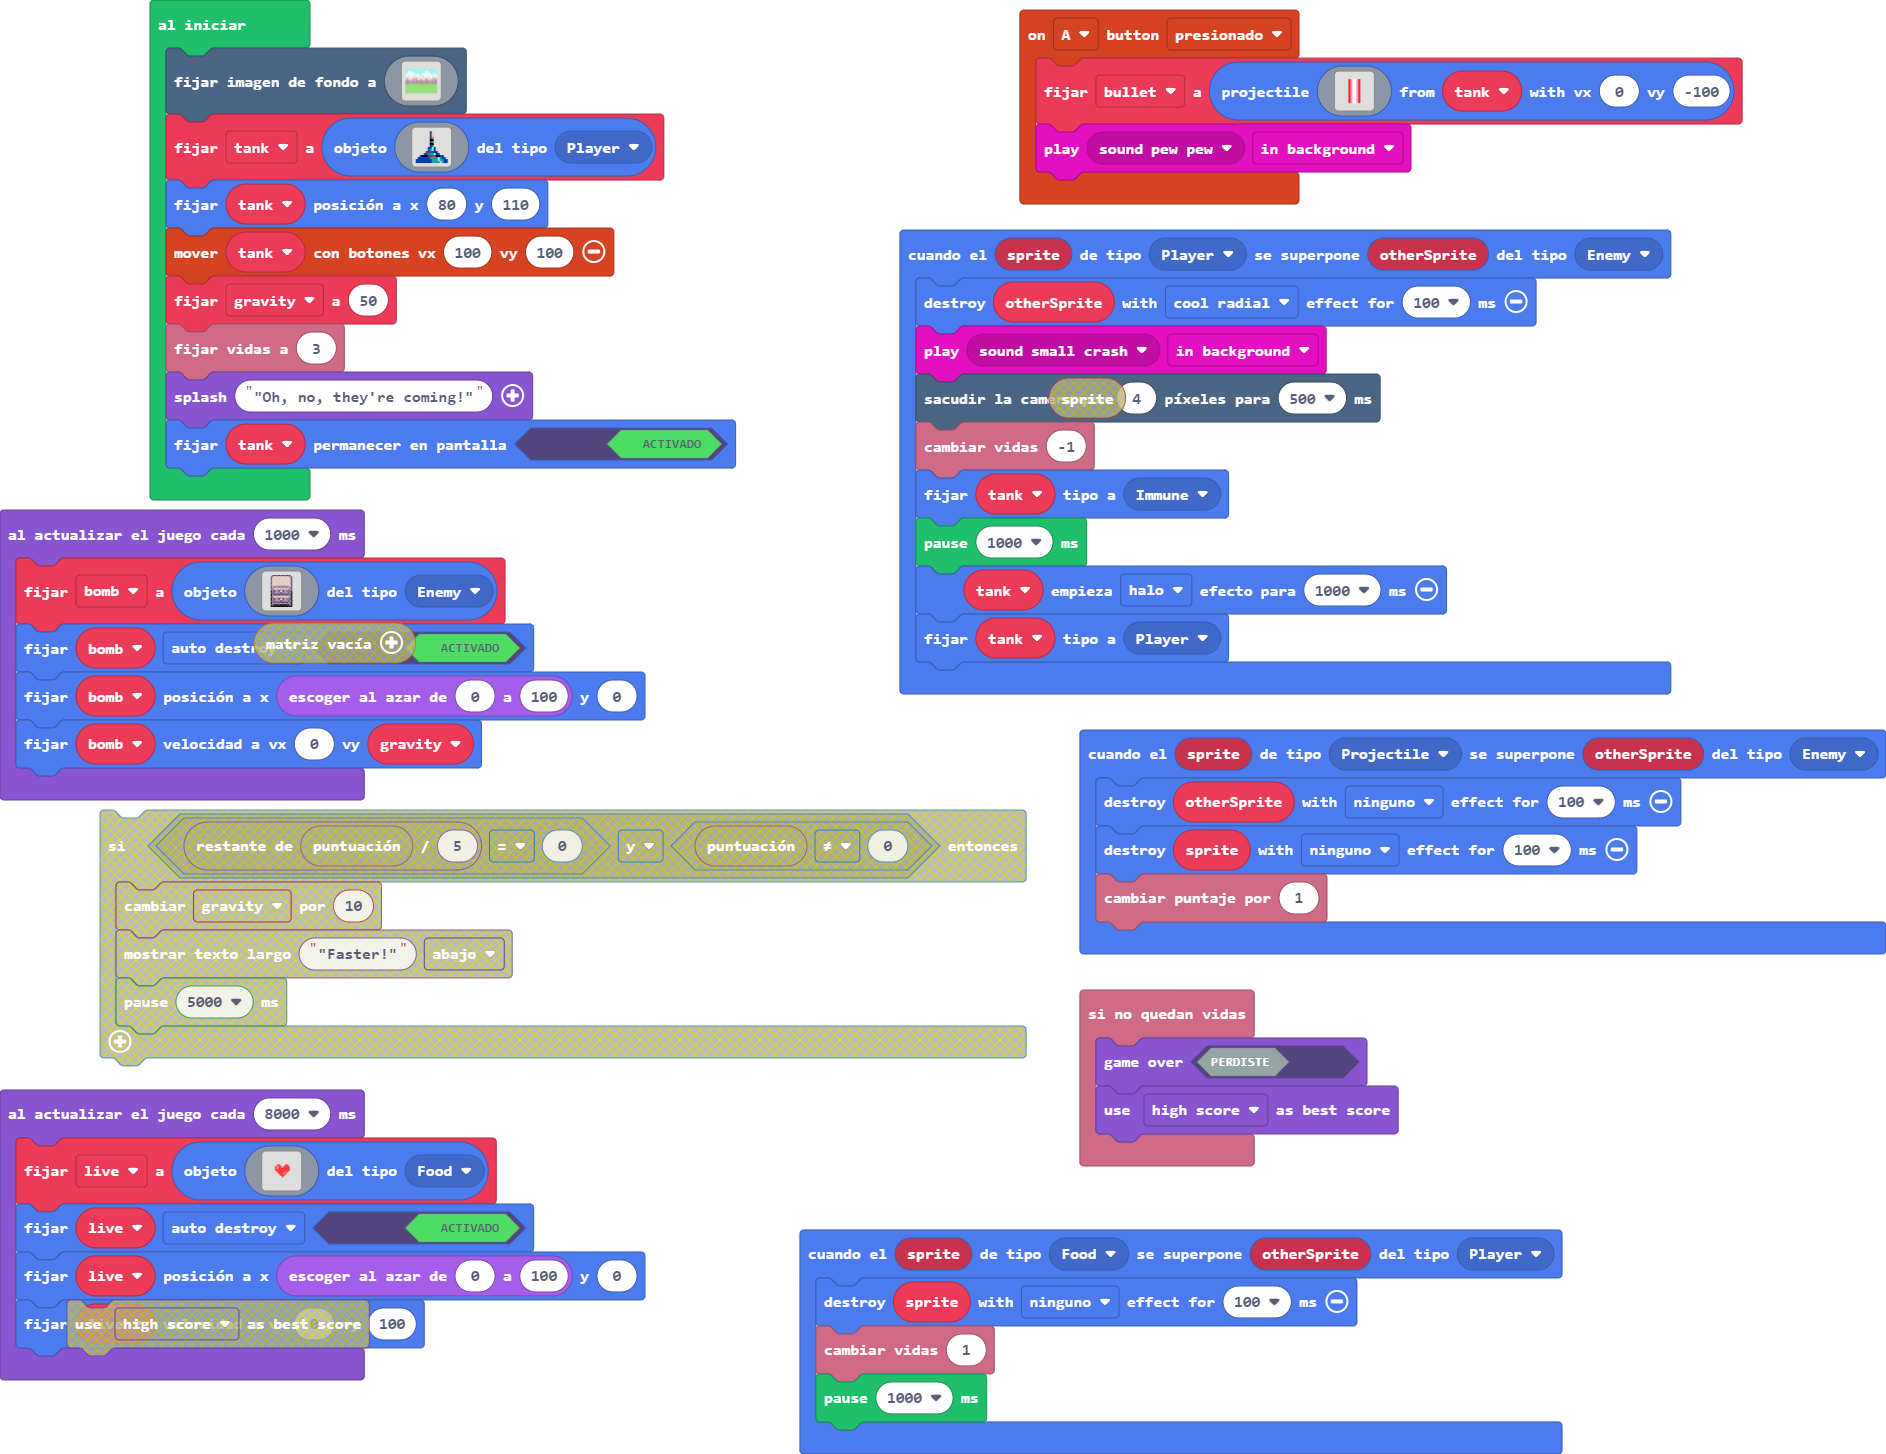 al iniciar
fijar imagen de fondo a
fijar tank a objeto del tipo Player
fijar tank posición a x 80 y 110
mover tank con botones vx 100 vy 100
fijar gravity a 50
fijar vidas a 3
splash ""Oh, no, they're coming!""
fijar tank permanecer en pantalla ACTIVADO
al actualizar el juego cada 1000 ms
fijar bomb a objeto del tipo Enemy
fijar bomb auto destr matriz vacía ACTIVADO
fijar bomb posición a x escoger al azar de 0 a 100 y 0
fijar bomb velocidad a vx 0 vy gravity
si restante de puntuación / 5 = 0 y puntuación ≠ 0 entonces
cambiar gravity por 10
mostrar texto largo ""Faster!"" abajo
pause 5000 ms
al actualizar el juego cada 8000 ms
fijar live a objeto del tipo Food
fijar live auto destroy ACTIVADO
fijar live posición a x escoger al azar de 0 a 100 y 0
fijar use high score as best score 100
on A button presionado
fijar bullet a projectile from tank with vx 0 vy -100
play sound pew pew in background
cuando el sprite de tipo Player se superpone otherSprite del tipo Enemy
destroy otherSprite with cool radial effect for 100 ms
play sound small crash in background
sacudir la cam sprite 4 píxeles para 500 ms
cambiar vidas -1
fijar tank tipo a Immune
pause 1000 ms
tank empieza halo efecto para 1000 ms
fijar tank tipo a Player
cuando el sprite de tipo Projectile se superpone otherSprite del tipo Enemy
destroy otherSprite with ninguno effect for 100 ms
destroy sprite with ninguno effect for 100 ms
cambiar puntaje por 1
si no quedan vidas
game over PERDISTE
use high score as best score
cuando el sprite de tipo Food se superpone otherSprite del tipo Player
destroy sprite with ninguno effect for 100 ms
cambiar vidas 1
pause 1000 ms